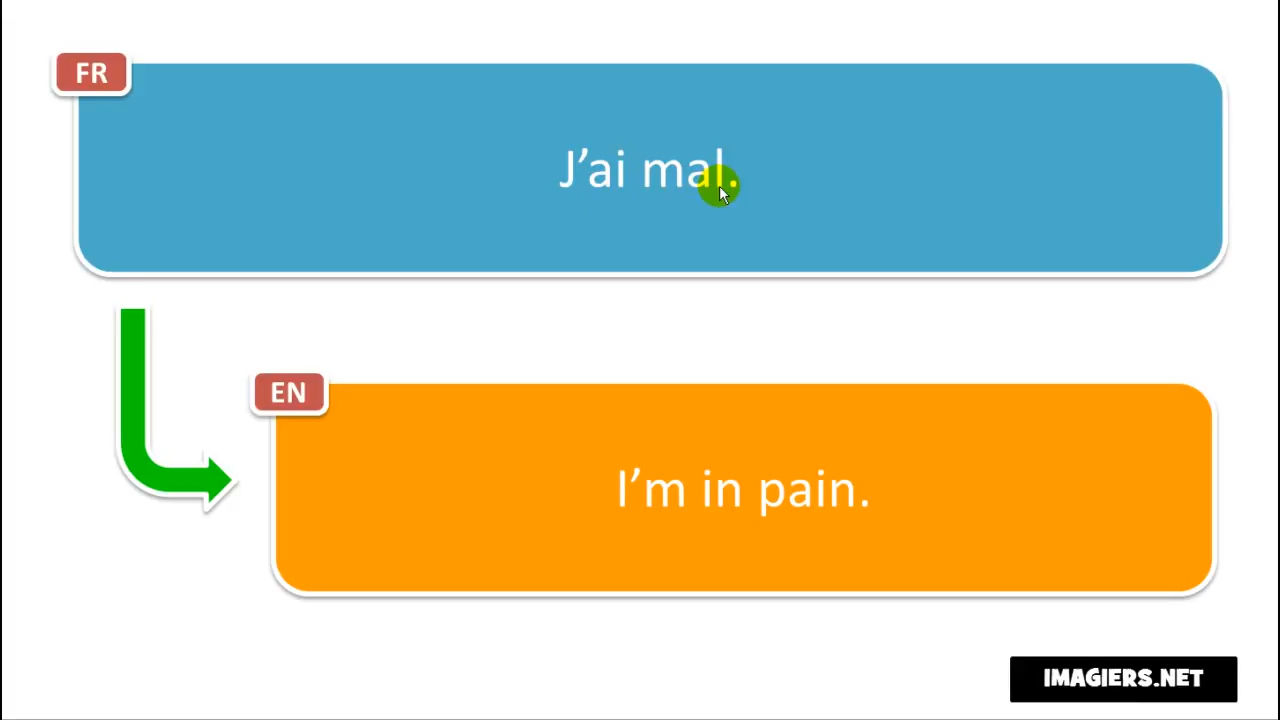 FR
J’ai mal.
EN
I’m in pain.
IMAGIERS.NET